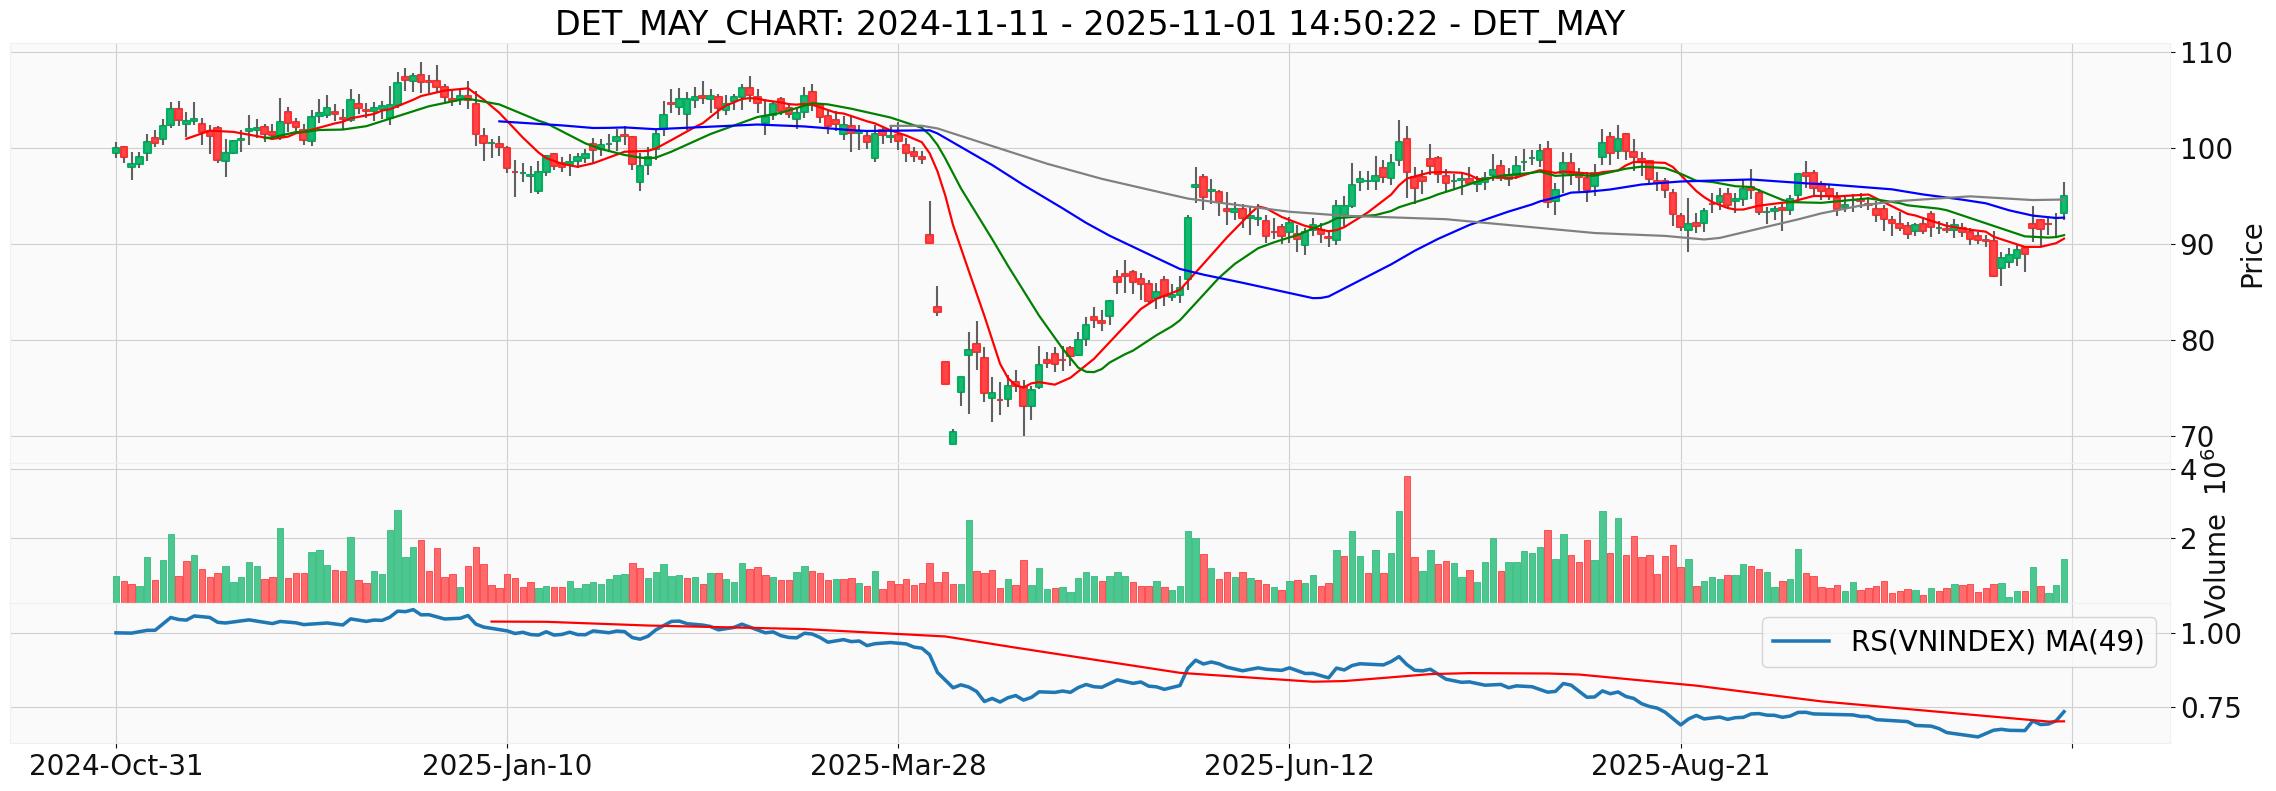 DET_MAY_CHART: 2024-11-11 - 2025-11-01 14:50:22 - DET_MAY
110
100
90
80
70
Price
4
2
Volume 10⁶
RS(VNINDEX) MA(49)
1.00
0.75
2024-Oct-31
2025-Jan-10
2025-Mar-28
2025-Jun-12
2025-Aug-21